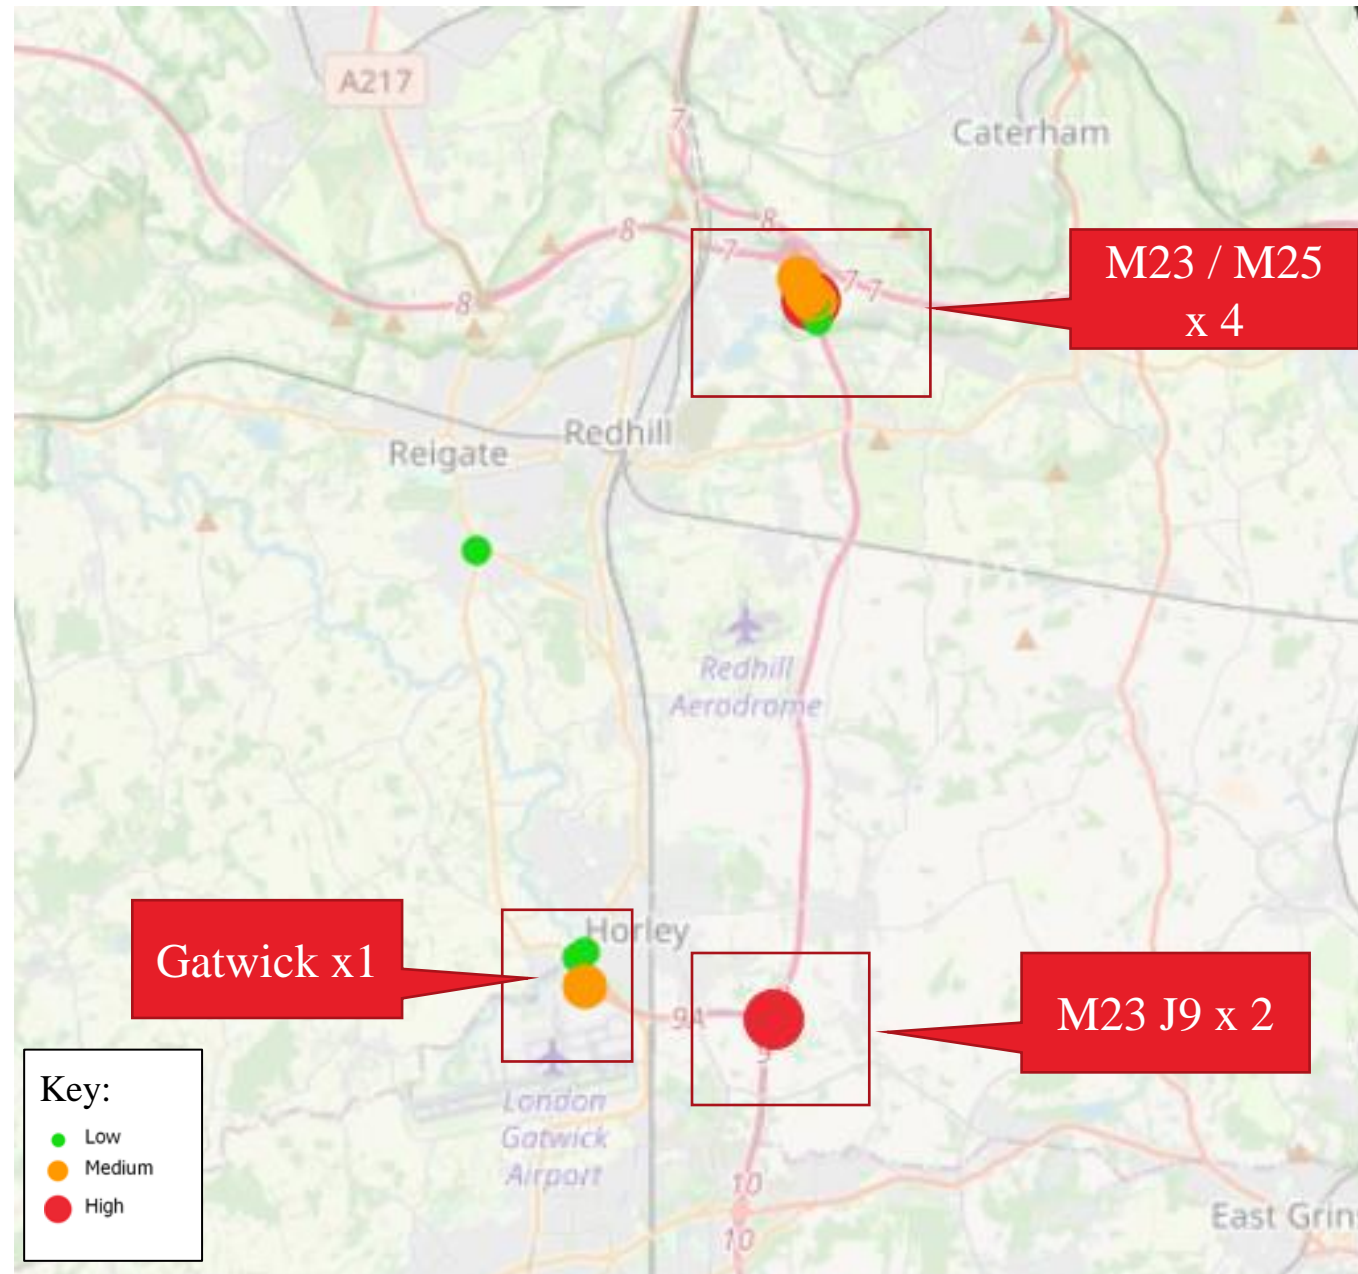 A217
7
Caterham
8
8
7
7
7
8
M23 / M25
x 4
Redhill
Reigate
Redhill
Aerodrome
Horley
Gatwick x1
9A
M23 J9 x 2
Key:
Low
Medium
High
London
Gatwick
Airport
10
10
East Grin